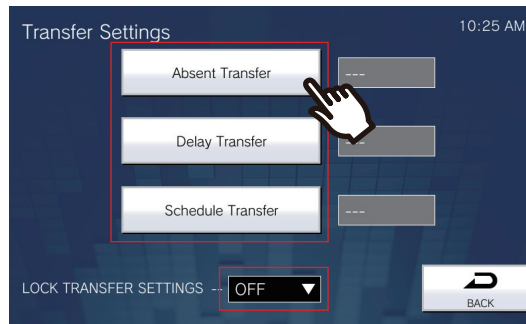 Transfer Settings 10:25 AM
Absent Transfer ---
Delay Transfer ---
Schedule Transfer ---
LOCK TRANSFER SETTINGS -- OFF ▼
BACK